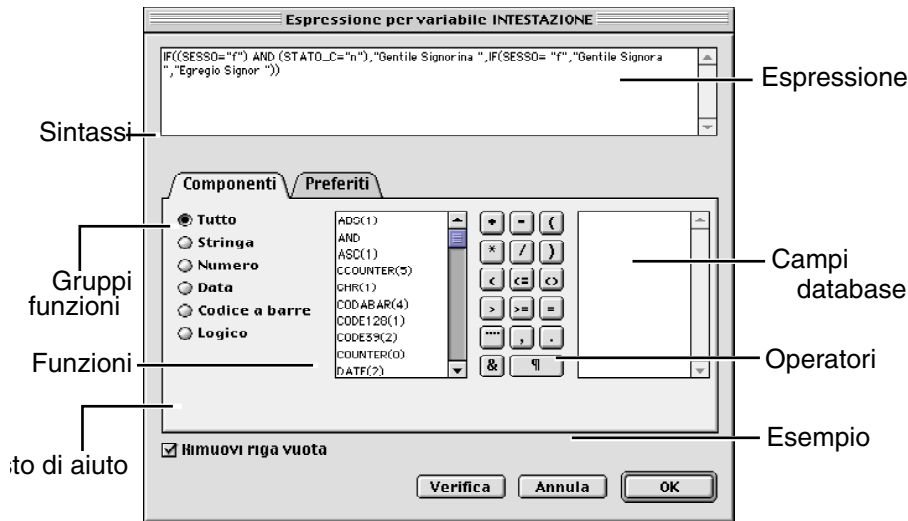 Espressione per variabile INTESTAZIONE
IF((SESSO="f") AND (STATO_C="n"),"Gentile Signorina ",IF(SESSO= "f","Gentile Signora
","Egregio Signor "))
Espressione
Sintassi
Componenti
Preferiti
Tutto
Stringa
Numero
Data
Codice a barre
Logico
Gruppi
funzioni
Funzioni
ABS(1)
AND
ASC(1)
CCOUNTER(5)
CHR(1)
CODABAR(4)
CODE128(1)
CODE39(2)
COUNTER(0)
DATE(2)
+ - (
* / )
< <= <>
> >= =
"" , .
& ¶
Campi
database
Operatori
Esempio
sto di aiuto
Rimuovi riga vuota
Verifica
Annulla
OK